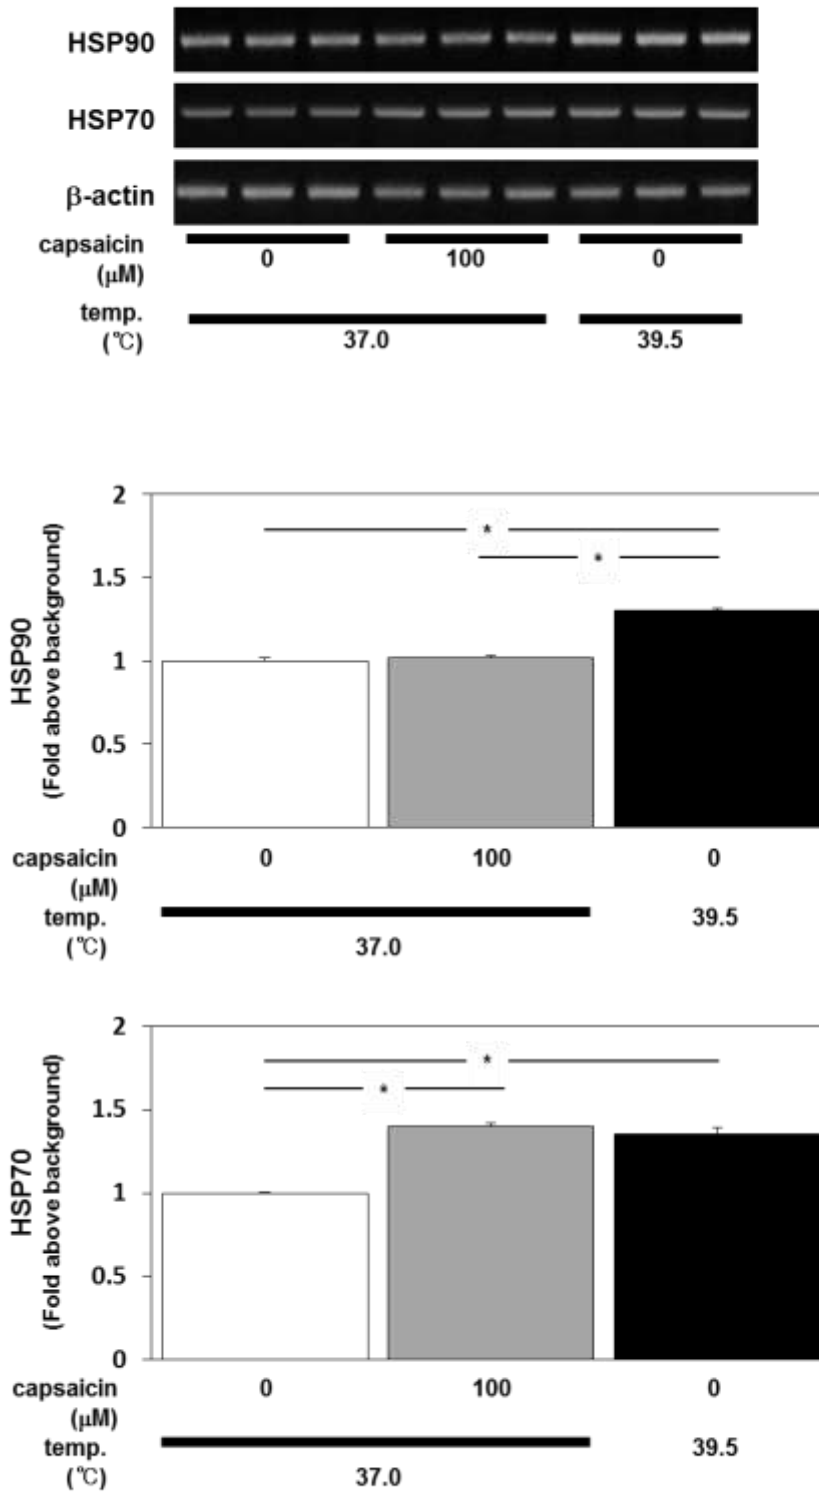 HSP90
HSP70
β-actin
capsaicin 0 100 0
(μM)
temp.
(℃) 37.0 39.5
2
*
*
1.5
1
0.5
0
HSP90
(Fold above background)
capsaicin 0 100 0
(μM)
temp. 39.5
(℃) 37.0
2
*
*
1.5
1
0.5
0
HSP70
(Fold above background)
capsaicin 0 100 0
(μM)
temp. 39.5
(℃) 37.0